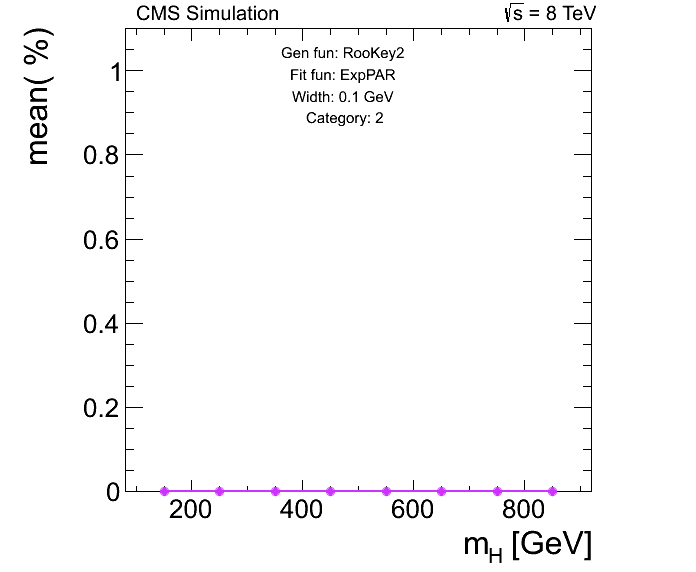 CMS Simulation
√s = 8 TeV
mean( %)
Gen fun: RooKey2
Fit fun: ExpPAR
Width: 0.1 GeV
Category: 2
1
0.8
0.6
0.4
0.2
0
200 400 600 800
m_H [GeV]